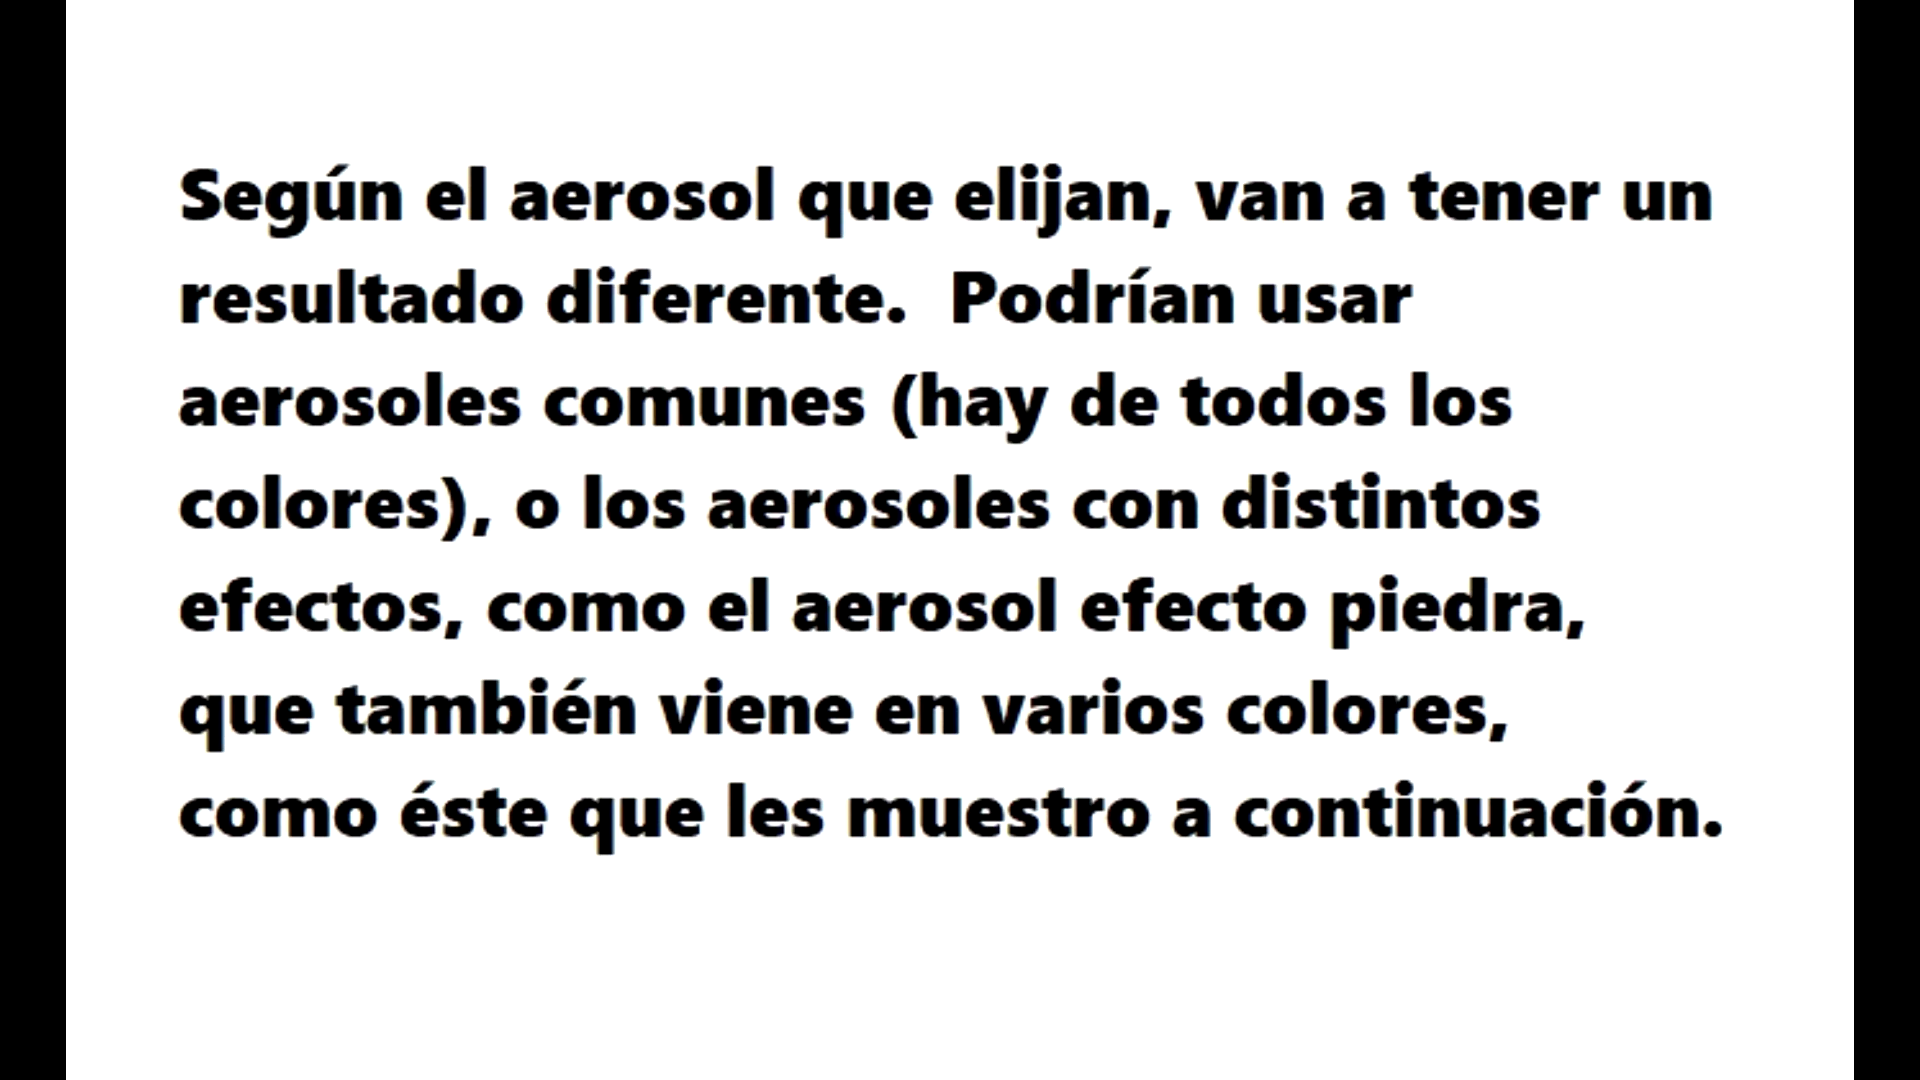 Según el aerosol que elijan, van a tener un
resultado diferente.  Podrían usar
aerosoles comunes (hay de todos los
colores), o los aerosoles con distintos
efectos, como el aerosol efecto piedra,
que también viene en varios colores,
como éste que les muestro a continuación.